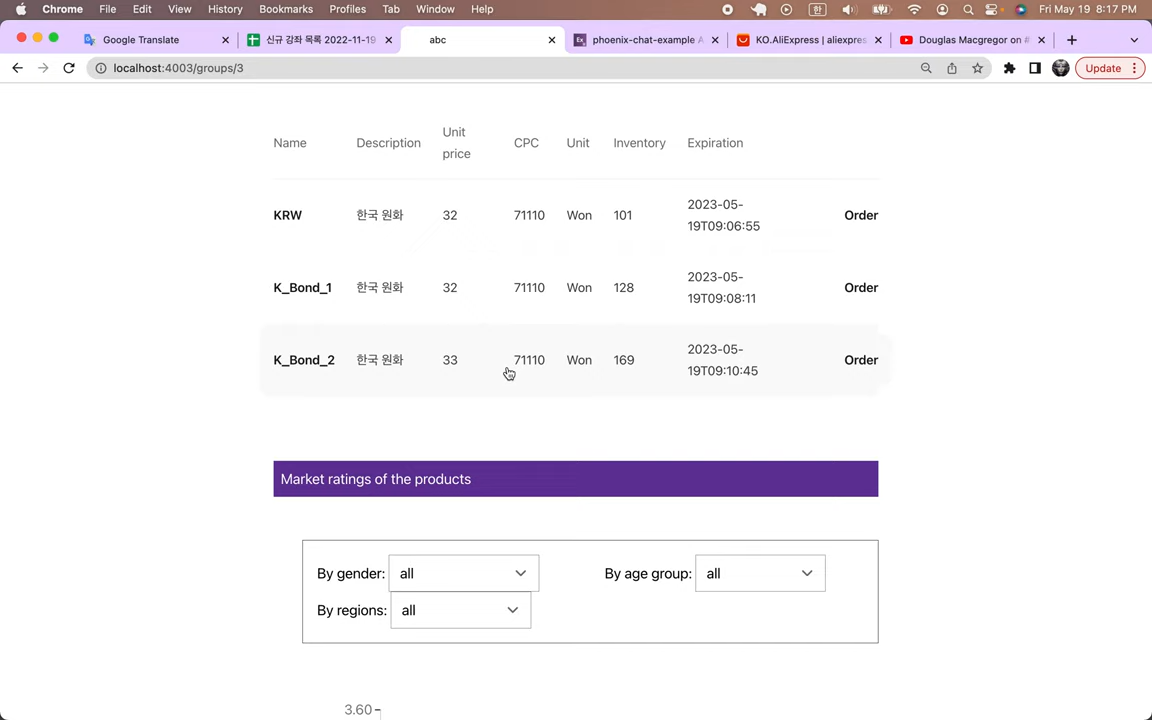 Chrome File Edit View History Bookmarks Profiles Tab Window Help 한 Fri May 19 8:17 PM
Google Translate 신규 강좌 목록 2022-11-19 abc phoenix-chat-example A KO.AliExpress | aliexpres Douglas Macgregor on #
localhost:4003/groups/3 Update
Name Description Unit price CPC Unit Inventory Expiration
KRW 한국 원화 32 71110 Won 101 2023-05-19T09:06:55 Order
K_Bond_1 한국 원화 32 71110 Won 128 2023-05-19T09:08:11 Order
K_Bond_2 한국 원화 33 71110 Won 169 2023-05-19T09:10:45 Order
Market ratings of the products
By gender: all By age group: all
By regions: all
3.60